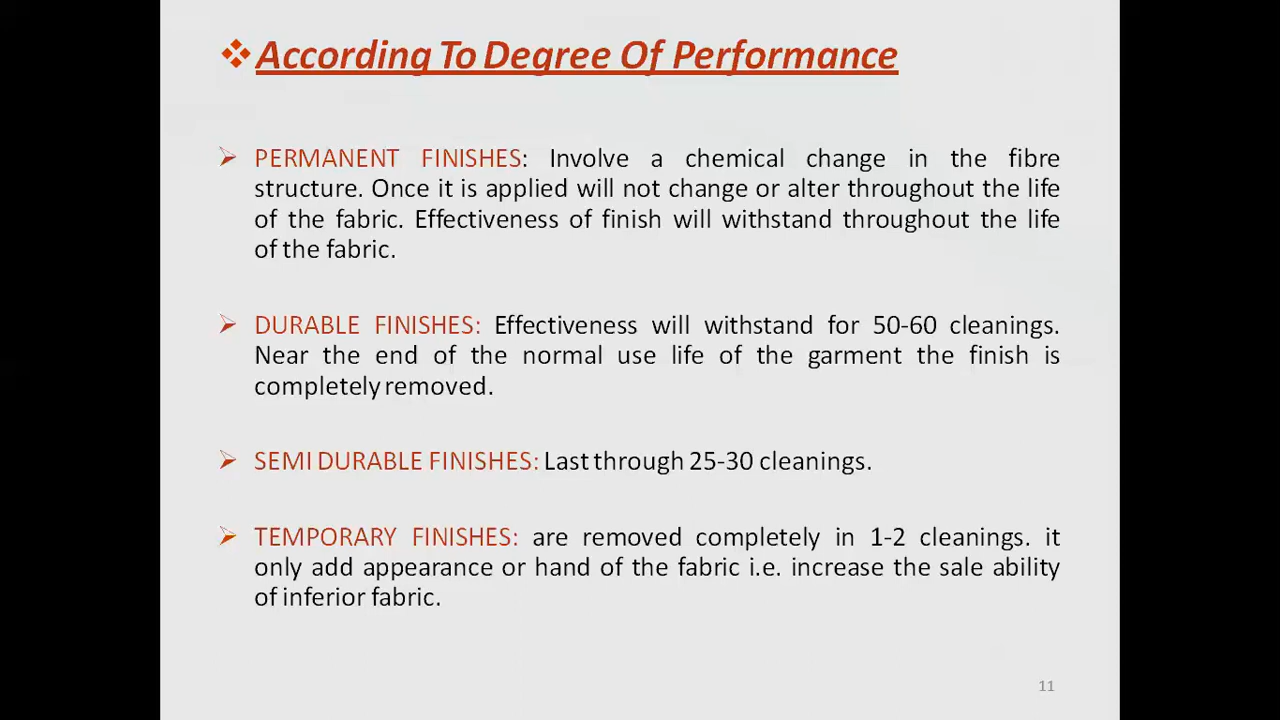 According To Degree Of Performance
PERMANENT FINISHES: Involve a chemical change in the fibre
structure. Once it is applied will not change or alter throughout the life
of the fabric. Effectiveness of finish will withstand throughout the life
of the fabric.
DURABLE FINISHES: Effectiveness will withstand for 50-60 cleanings.
Near the end of the normal use life of the garment the finish is
completely removed.
SEMI DURABLE FINISHES: Last through 25-30 cleanings.
TEMPORARY FINISHES: are removed completely in 1-2 cleanings. it
only add appearance or hand of the fabric i.e. increase the sale ability
of inferior fabric.
11